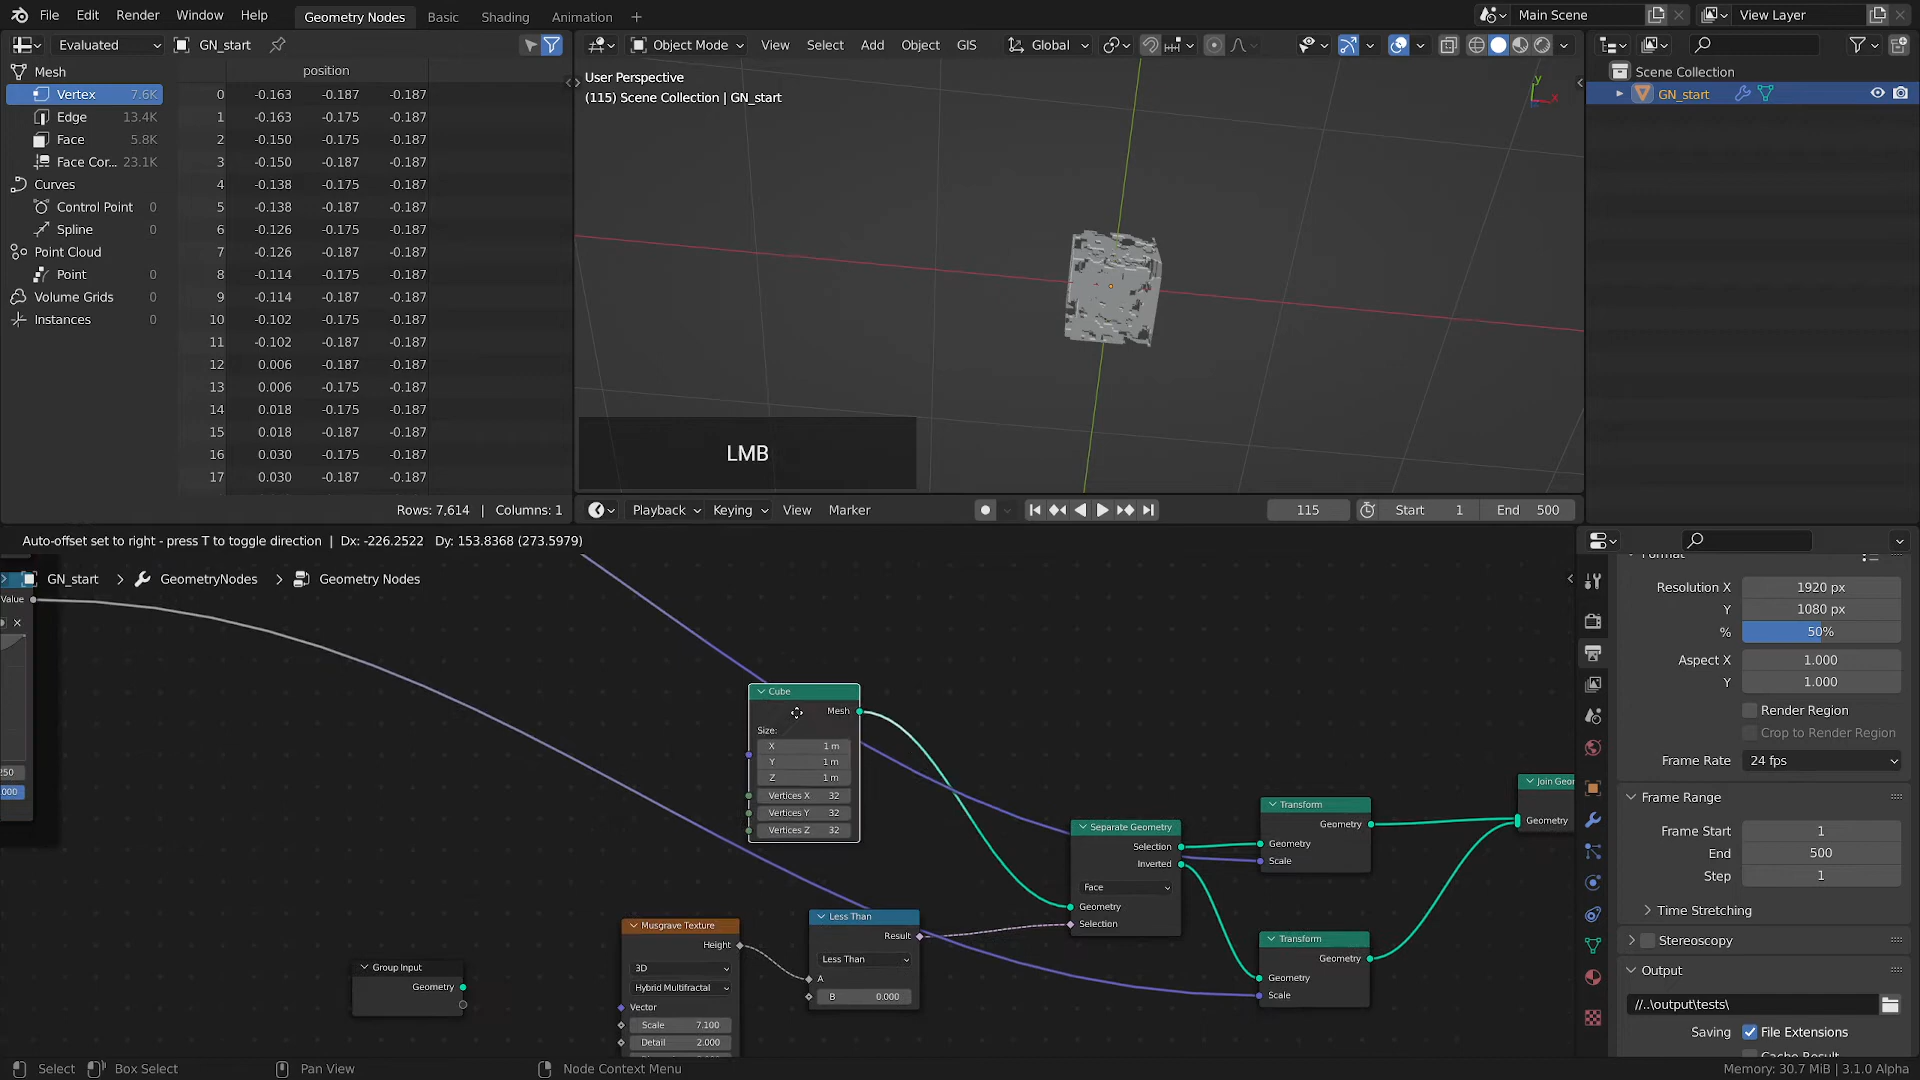 File Edit Render Window Help Geometry Nodes Basic Shading Animation + Main Scene View Layer
Evaluated GN_start
Object Mode View Select Add Object GIS Global
Mesh
Vertex 7.6K
Edge 13.4K
Face 5.8K
Face Cor... 23.1K
Curves
Control Point 0
Spline 0
Point Cloud
Point 0
Volume Grids 0
Instances 0
position
0 -0.163 -0.187 -0.187
1 -0.163 -0.175 -0.187
2 -0.150 -0.187 -0.187
3 -0.150 -0.187 -0.187
4 -0.138 -0.175 -0.187
5 -0.138 -0.187 -0.187
6 -0.126 -0.175 -0.187
7 -0.126 -0.187 -0.187
8 -0.114 -0.175 -0.187
9 -0.114 -0.187 -0.187
10 -0.102 -0.175 -0.187
11 -0.102 -0.187 -0.187
12 0.006 -0.187 -0.187
13 0.006 -0.175 -0.187
14 0.018 -0.175 -0.187
15 0.018 -0.187 -0.187
16 0.030 -0.175 -0.187
17 0.030 -0.187 -0.187
Rows: 7,614 | Columns: 1
User Perspective
(115) Scene Collection | GN_start
y
x
LMB
Scene Collection
GN_start
Playback Keying View Marker 115 Start 1 End 500
Auto-offset set to right - press T to toggle direction | Dx: -226.2522 Dy: 153.8368 (273.5979)
GN_start > GeometryNodes > Geometry Nodes
Value
250
.000
Cube
Mesh
Size:
X 1 m
Y 1 m
Z 1 m
Vertices X 32
Vertices Y 32
Vertices Z 32
Group Input
Geometry
Musgrave Texture
Height
3D
Hybrid Multifractal
Vector
Scale 7.100
Detail 2.000
Less Than
Result
Less Than
A
B 0.000
Separate Geometry
Selection
Inverted
Face
Geometry
Selection
Transform
Geometry
Geometry
Scale
Transform
Geometry
Geometry
Scale
Join Geo
Geometry
Format
Resolution X 1920 px
Y 1080 px
% 50%
Aspect X 1.000
Y 1.000
Render Region
Crop to Render Region
Frame Rate 24 fps
Frame Range
Frame Start 1
End 500
Step 1
Time Stretching
Stereoscopy
Output
//..\output\tests\
Saving File Extensions
Cache Result
Select Box Select Pan View Node Context Menu Memory: 30.7 MiB | 3.1.0 Alpha